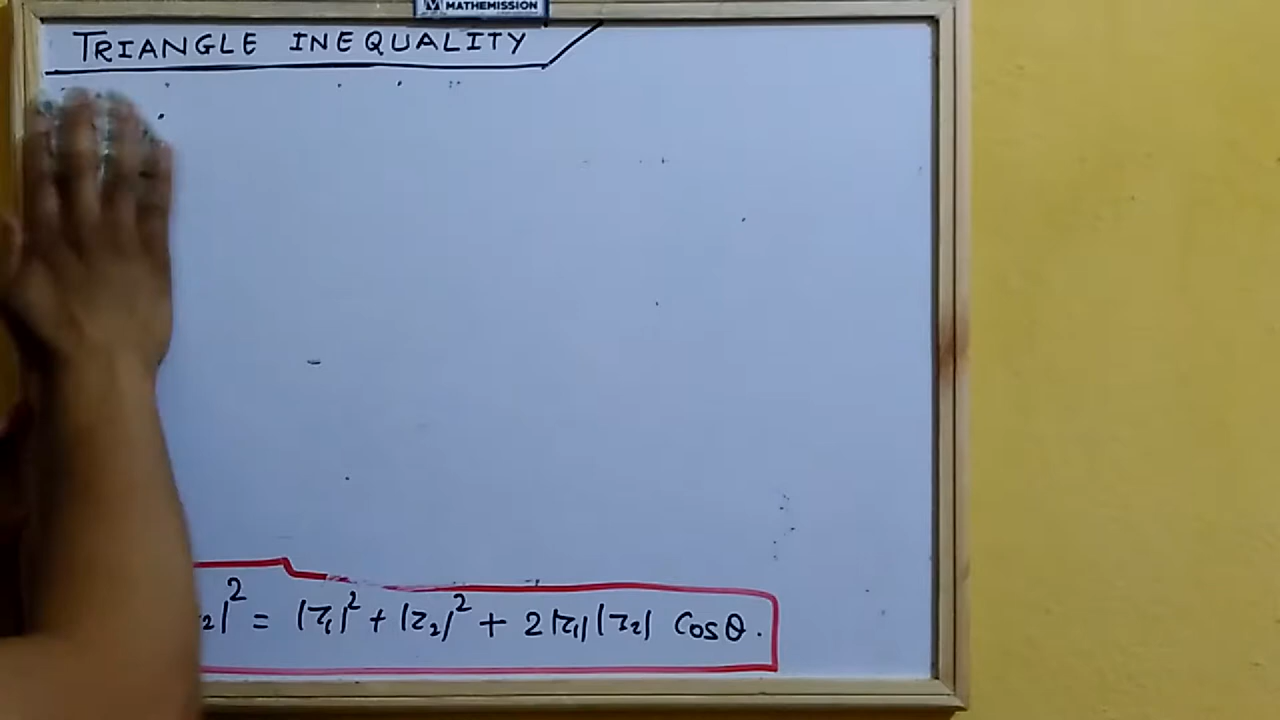 MATHEMISSION
TRIANGLE INEQUALITY
₂|² = |z₁|² + |z₂|² + 2|z₁||z₂| Cosθ.